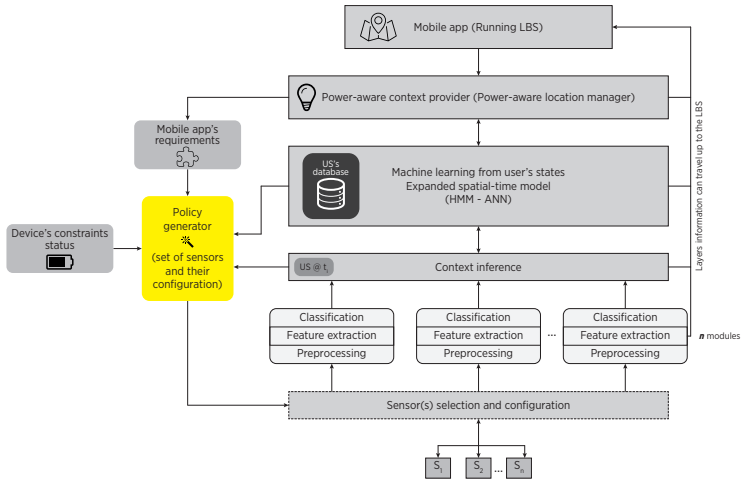 Mobile app (Running LBS)
Power-aware context provider (Power-aware location manager)
Mobile app's
requirements
US's
database
Machine learning from user's states
Expanded spatial-time model
(HMM - ANN)
Layers information can travel up to the LBS
Policy
generator
(set of sensors
and their
configuration)
Device's constraints
status
US @ ti
Context inference
Classification
Feature extraction
Preprocessing
Classification
Feature extraction
Preprocessing
...
Classification
Feature extraction
Preprocessing
n modules
Sensor(s) selection and configuration
S1
S2
...
Sn